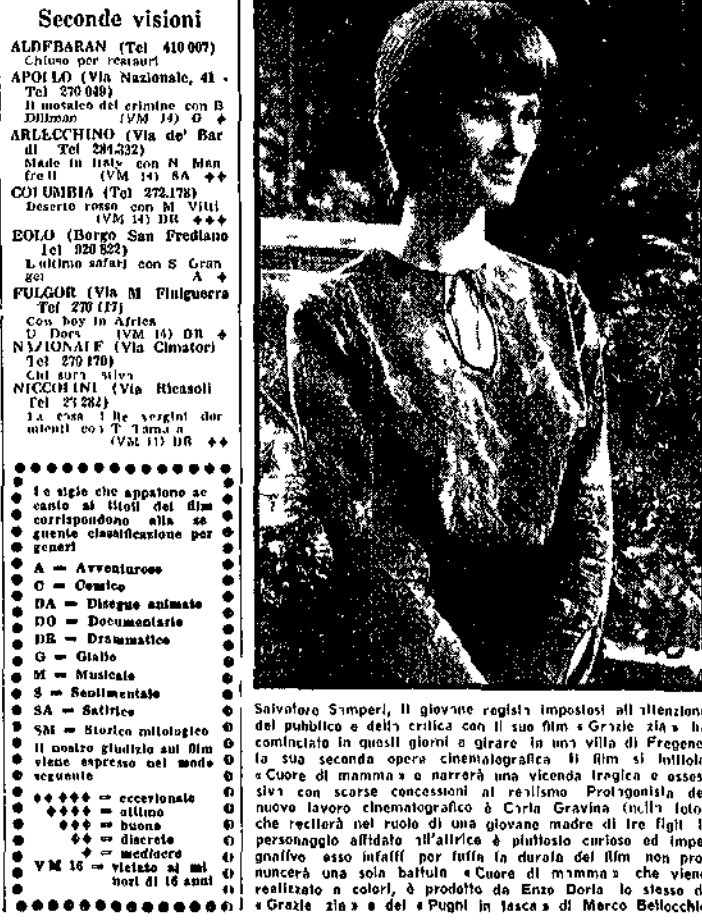 Seconde visioni
ALDEBARAN (Tel 410 007)
Chiuso per restauri
APOLLO (Via Nazionale, 41 -
Tel 270 049)
Il mosaico del crimine con B
Dillman (VM 14) G ♦
ARLECCHINO (Via de' Bar
di Tel 284.332)
Made in Italy con N Man
fredi (VM 14) SA ♦♦
COLUMBIA (Tel 272.178)
Deserto rosso con M Vitti
(VM 14) DR ♦♦♦
EOLO (Borgo San Frediano
Tel
L ultimo safari con S Gran
ger A ♦
FULGOR (Via M Finiguerra
Tel 270 117)
Cow boy in Africa
(VM 14) DR ♦
NAZIONALE (Via Cimatori
Tel 270 170)
NICCOLINI (Via Ricasoli
Tel 23 282)
La casa vergini dor
mienti con T
DR ♦♦
Le sigle che appaiono ac
canto ai titoli dei film
corrispondono alla se
guente classificazione per
generi
A = Avventuroso
C = Comico
DA = Disegno animato
DO = Documentario
DR = Drammatico
G = Giallo
M = Musicale
S = Sentimentale
SA = Satirico
SM = Storico mitologico
Il nostro giudizio sui film
viene espresso nel modo
seguente
♦♦♦♦♦ = eccezionale
♦♦♦♦ = ottimo
♦♦♦ = buono
♦♦ = discreto
♦ = mediocre
VM 16 = vietato ai mi
nori di 16 anni
Salvatore Samperi, il giovane regista impostosi all attenzione
del pubblico e della critica con il suo film « Grazie zia » ha
cominciato in questi giorni a girare in una villa di Fregene
la sua seconda opera cinematografica Il film si intitola
« Cuore di mamma » e narrerà una vicenda tragica e osses
siva con scarse concessioni al realismo Protagonista de
nuovo lavoro cinematografico è Carla Gravina (nella foto
che reciterà nel ruolo di una giovane madre di tre figli I
personaggio affidato all'attrice è piuttosto curioso ed impe
gnativo esso infatti per tutta la durata del film non pro
nuncerà una sola battuta « Cuore di mamma » che viene
realizzato a colori, è prodotto da Enzo Doria lo stesso d
« Grazie zia » e dei « Pugni in tasca » di Marco Bellocchio